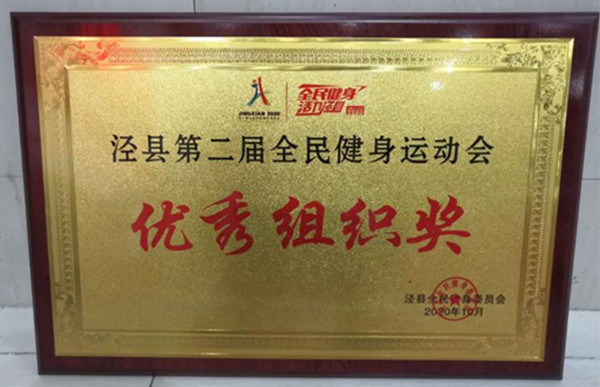 JINGXIAN 2020
全民健身
活力泾县
泾县第二届全民健身运动会
优秀组织奖
泾县全民健身委员会
2020年10月